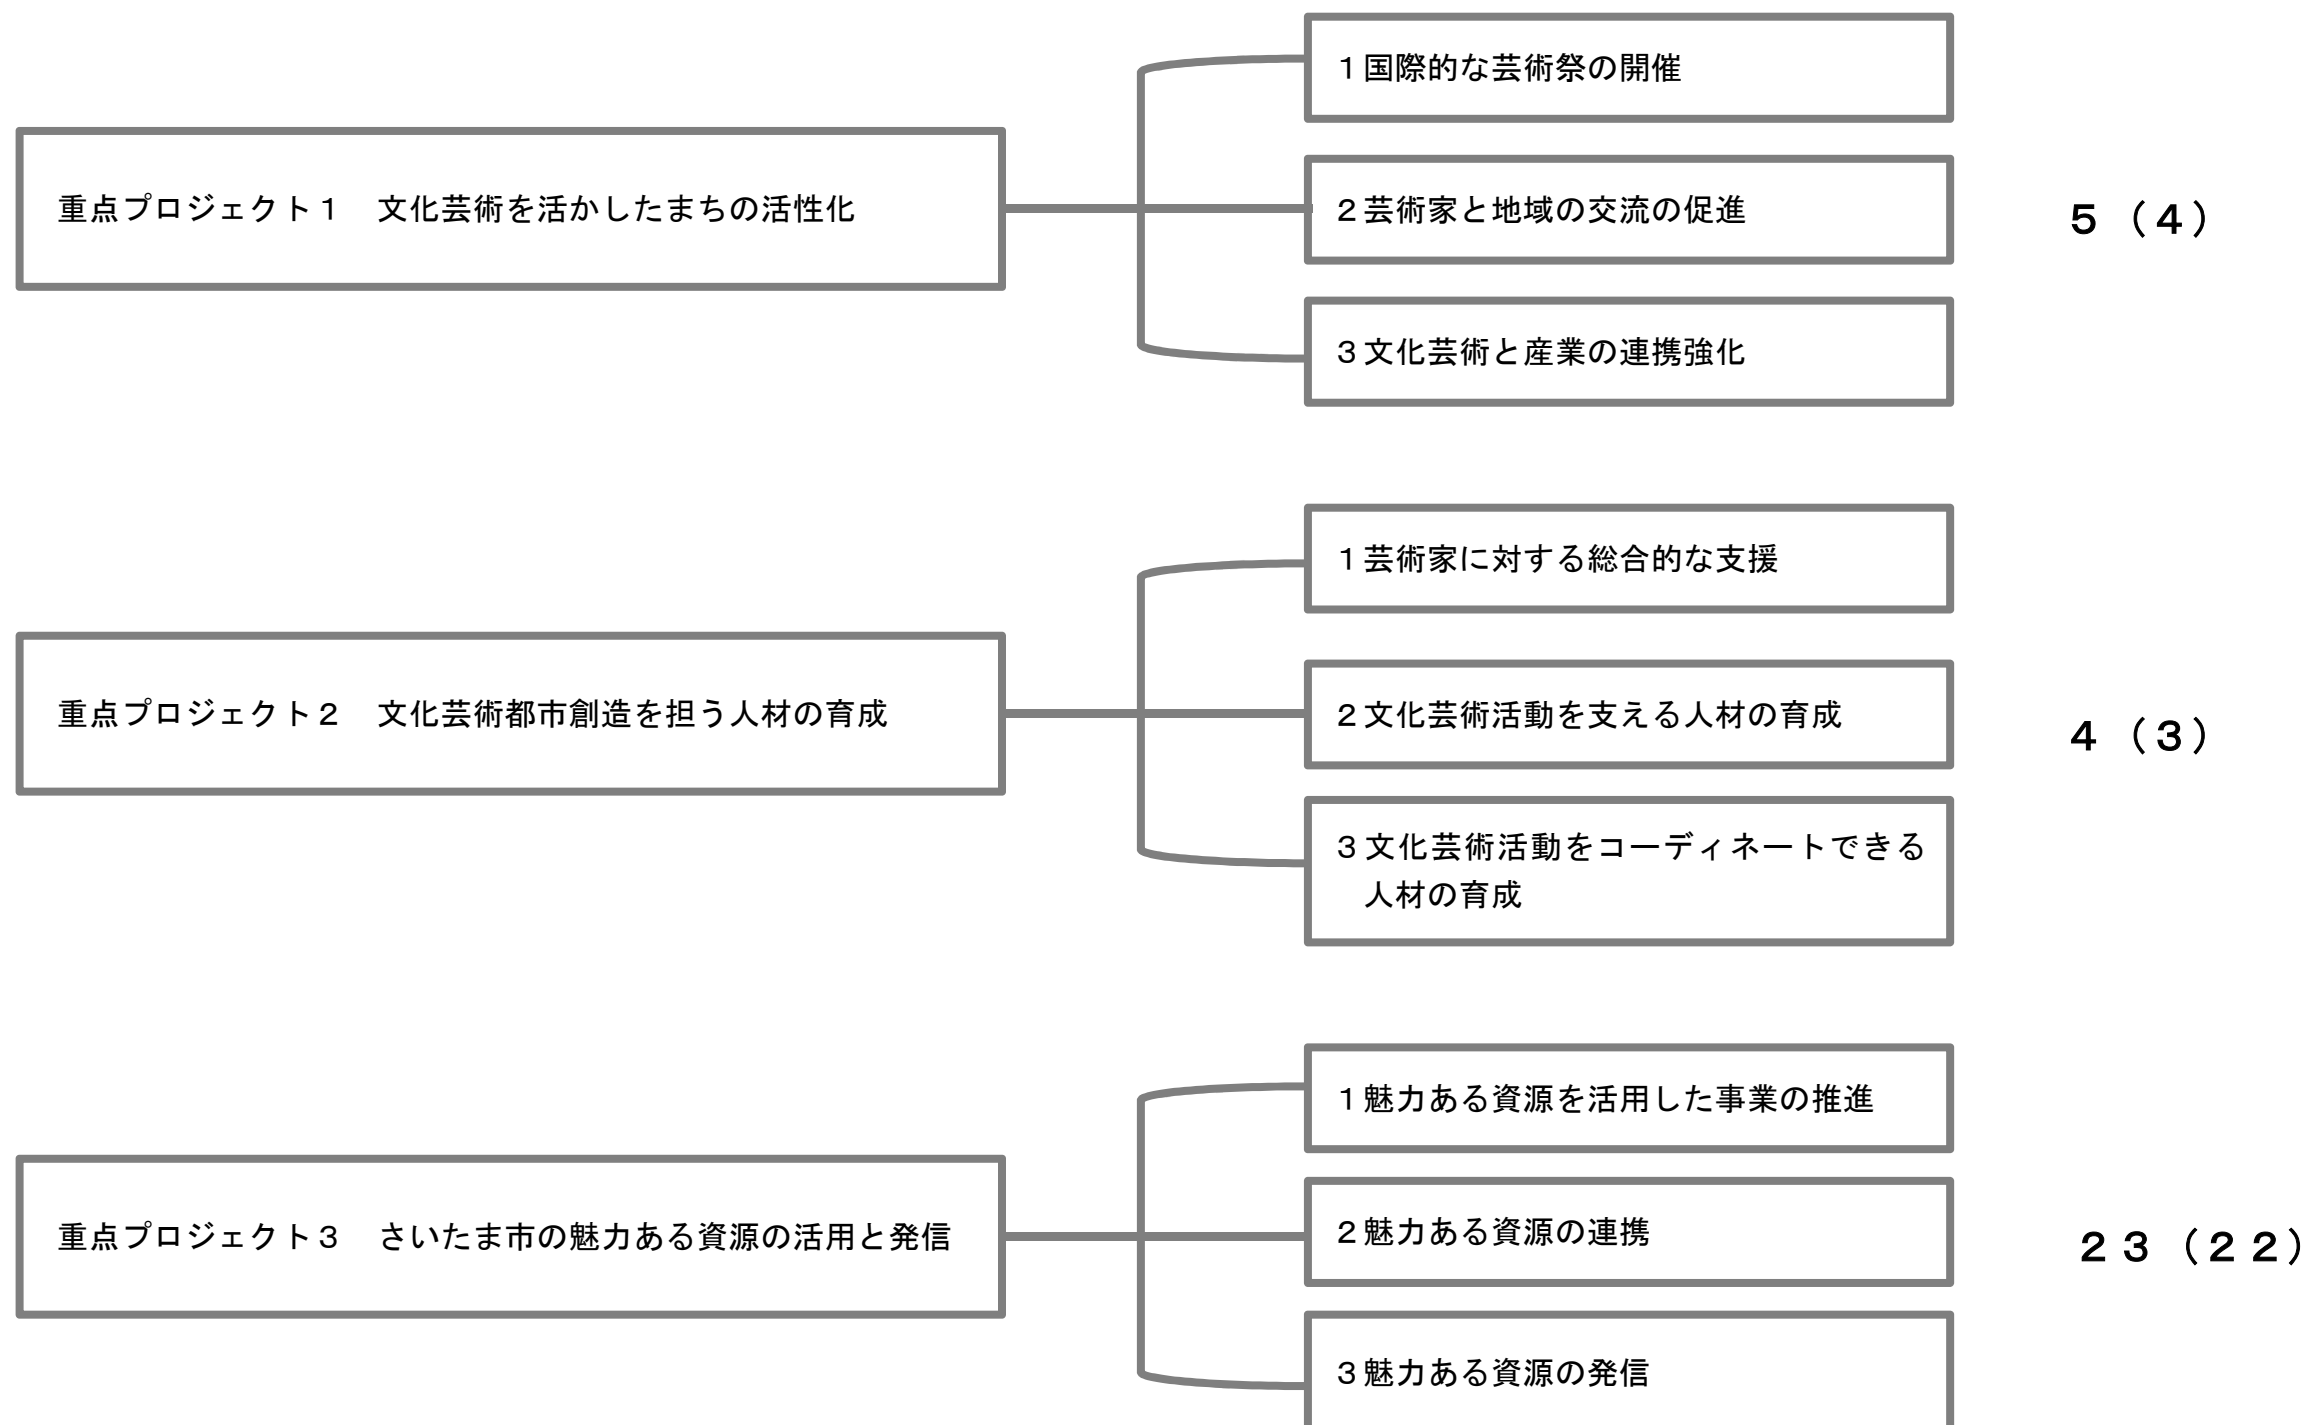 重点プロジェクト１　文化芸術を活かしたまちの活性化
１国際的な芸術祭の開催
２芸術家と地域の交流の促進
３文化芸術と産業の連携強化
５（４）
重点プロジェクト２　文化芸術都市創造を担う人材の育成
１芸術家に対する総合的な支援
２文化芸術活動を支える人材の育成
３文化芸術活動をコーディネートできる
人材の育成
４（３）
重点プロジェクト３　さいたま市の魅力ある資源の活用と発信
１魅力ある資源を活用した事業の推進
２魅力ある資源の連携
３魅力ある資源の発信
２３（２２）